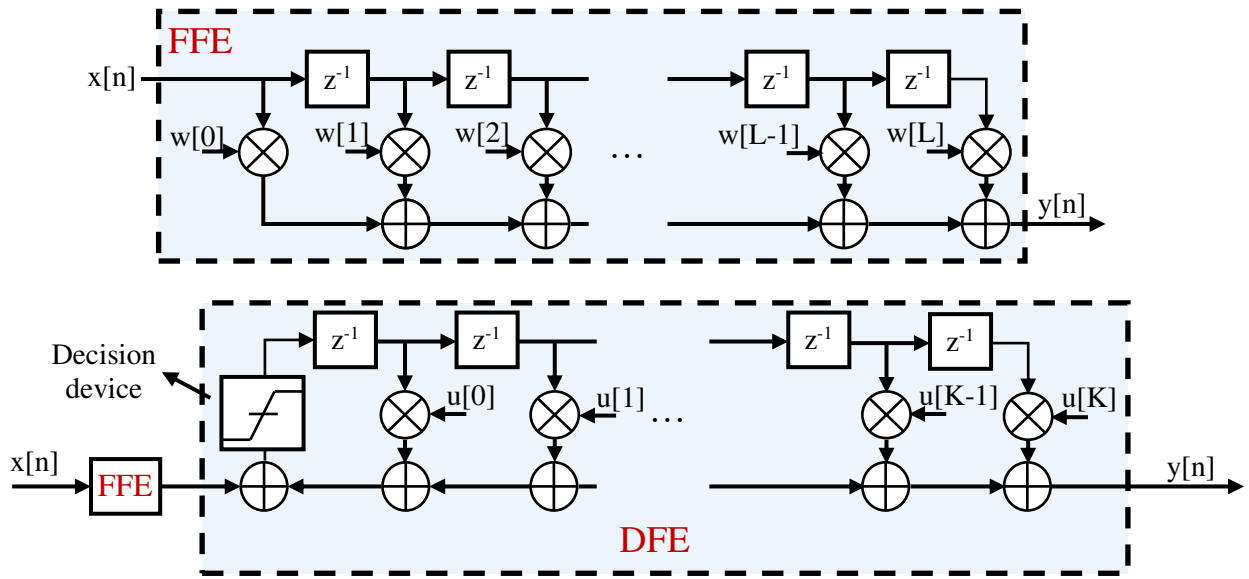 FFE
x[n] z⁻¹ z⁻¹ z⁻¹ z⁻¹
w[0] w[1] w[2] ... w[L-1] w[L]
y[n]
z⁻¹ z⁻¹ z⁻¹ z⁻¹
Decision
device
u[0] u[1] ... u[K-1] u[K]
x[n] FFE y[n]
DFE